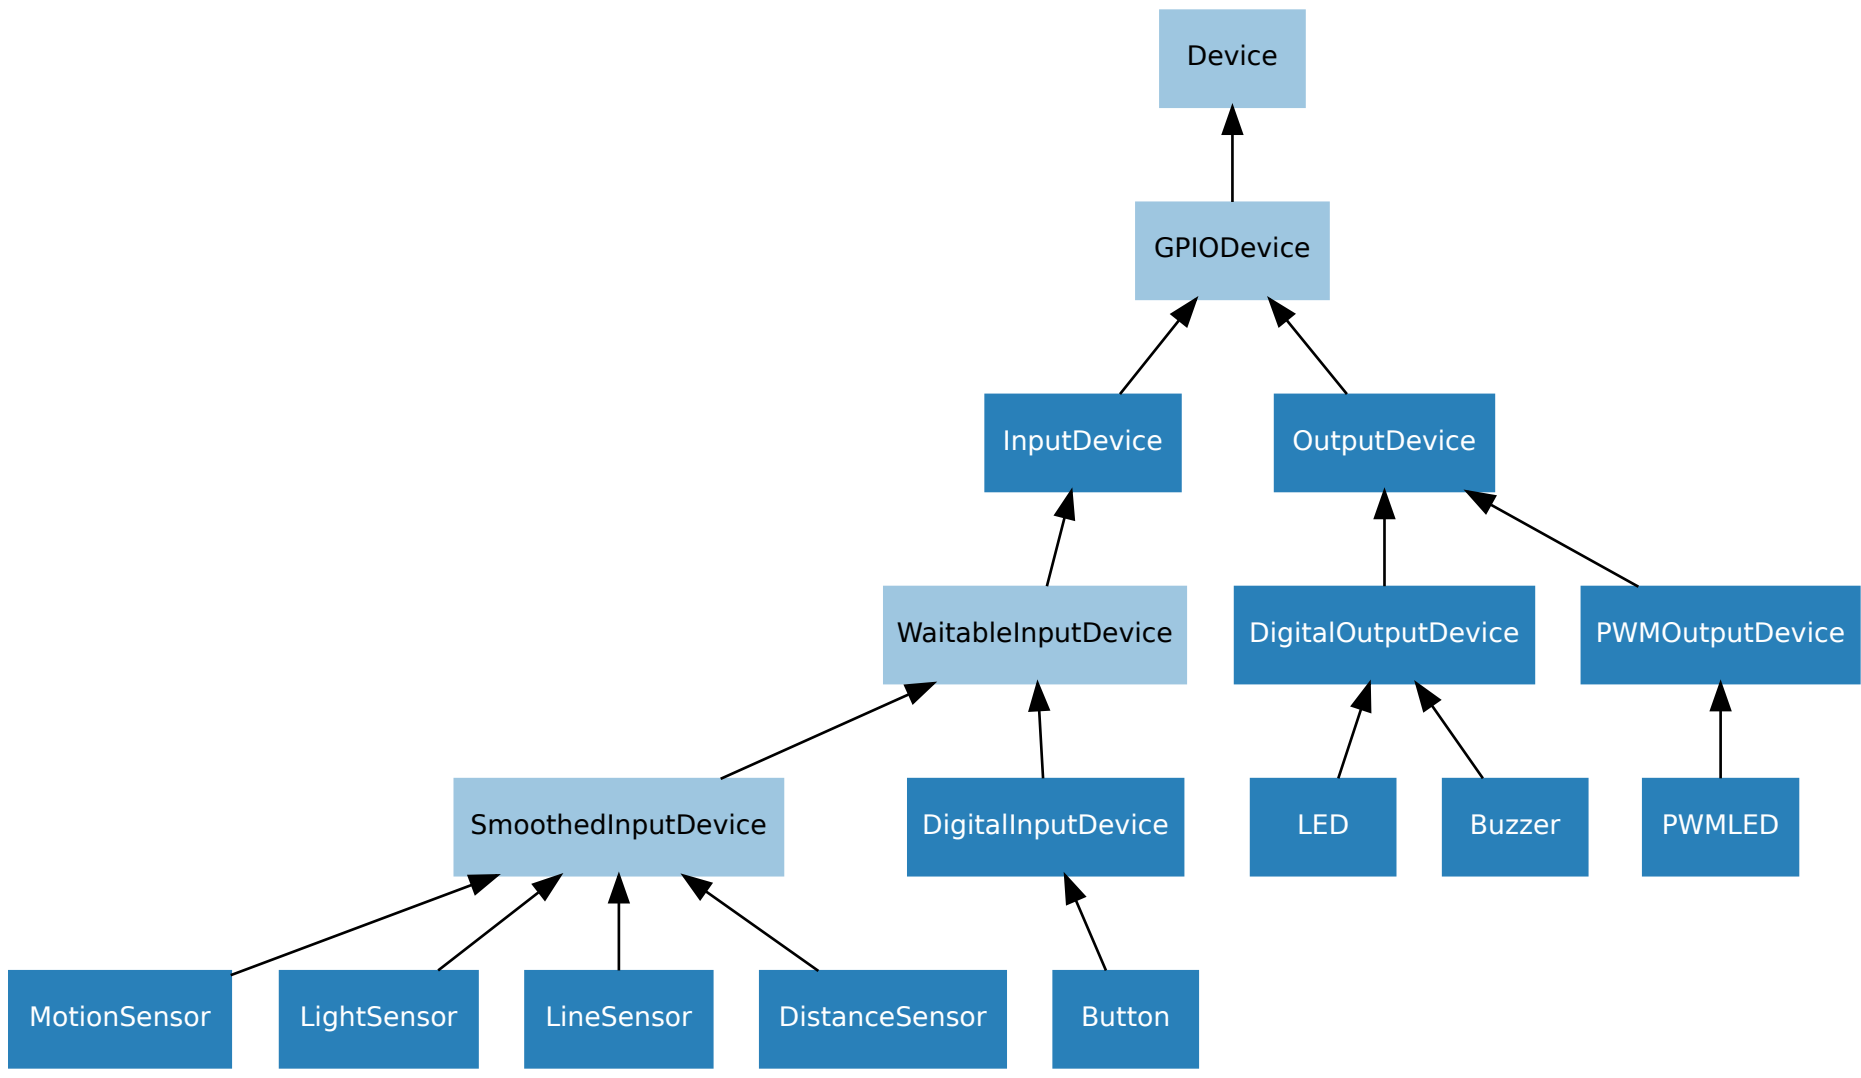 Device
GPIODevice
InputDevice
OutputDevice
WaitableInputDevice
DigitalOutputDevice
PWMOutputDevice
SmoothedInputDevice
DigitalInputDevice
LED
Buzzer
PWMLED
MotionSensor
LightSensor
LineSensor
DistanceSensor
Button